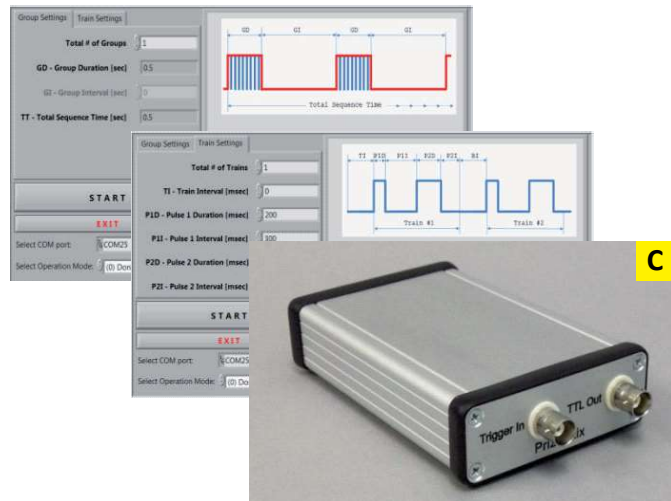 Group Settings Train Settings
Total # of Groups 1
GD - Group Duration [sec] 0.5
GI - Group Interval [sec]
TT - Total Sequence Time [sec] 0.5
START
EXIT
Select COM port: COM25
Select Operation Mode: (0) Don
GD GI GD GI
Total Sequence Time
Group Settings Train Settings
Total # of Trains 1
TI - Train Interval [msec] 0
P1D - Pulse 1 Duration [msec] 200
P1I - Pulse 1 Interval [msec] 300
P2D - Pulse 2 Duration [msec]
P2I - Pulse 2 Interval [msec]
START
EXIT
Select COM port: COM25
Select Operation Mode: (0) Do
TI P1D P1I P2D P2I
Train #1 Train #2
C
Trigger In TTL Out